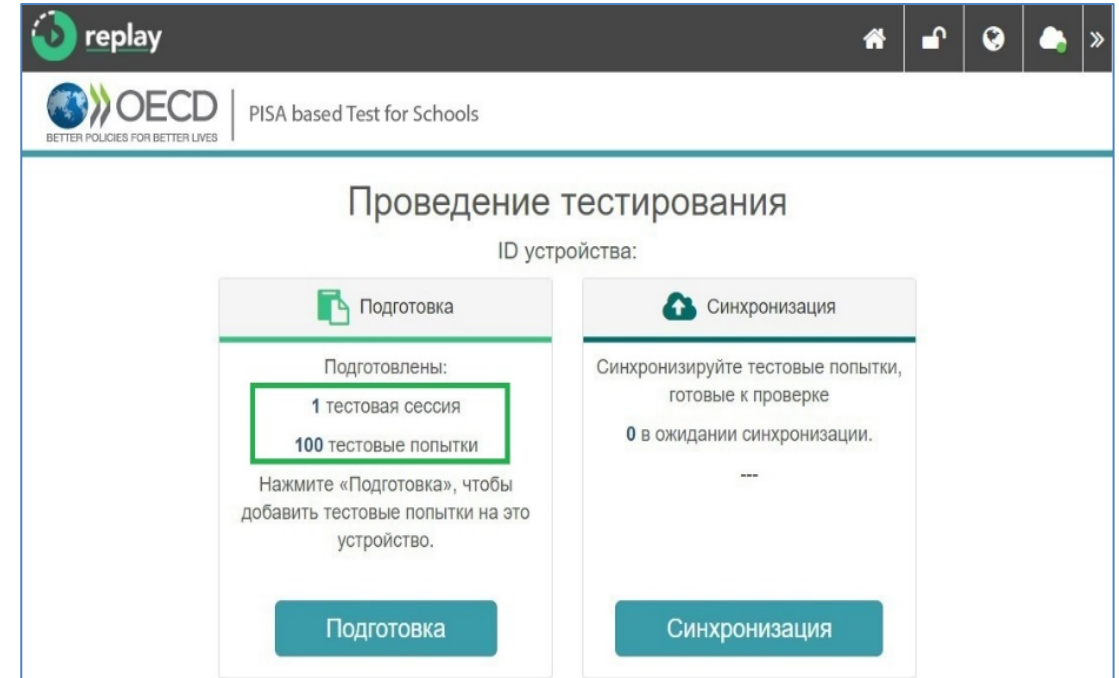 replay
OECD
BETTER POLICIES FOR BETTER LIVES
PISA based Test for Schools
Проведение тестирования
ID устройства:
Подготовка
Подготовлены:
1 тестовая сессия
100 тестовые попытки
Нажмите «Подготовка», чтобы
добавить тестовые попытки на это
устройство.
Подготовка
Синхронизация
Синхронизируйте тестовые попытки,
готовые к проверке
0 в ожидании синхронизации.
---
Синхронизация